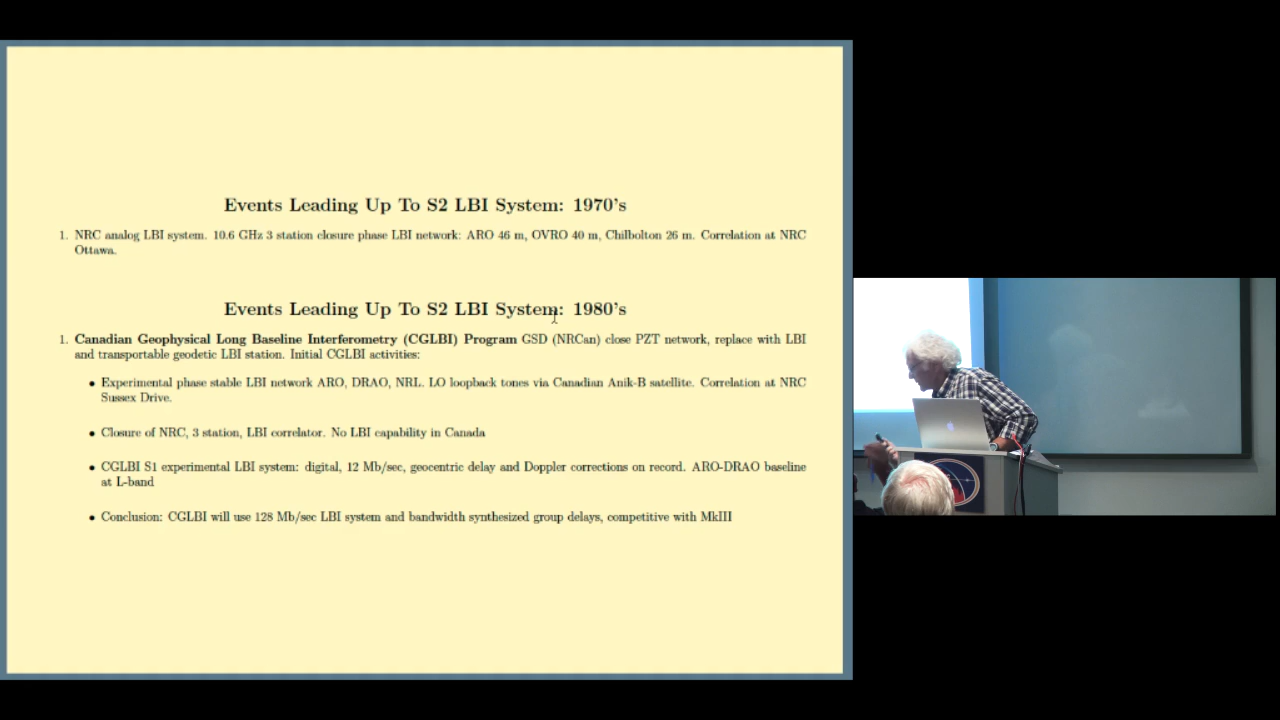 Events Leading Up To S2 LBI System: 1970's
1. NRC analog LBI system. 10.6 GHz 3 station closure phase LBI network: ARO 46 m, OVRO 40 m, Chilbolton 26 m. Correlation at NRC
Ottawa.
Events Leading Up To S2 LBI System: 1980's
1. Canadian Geophysical Long Baseline Interferometry (CGLBI) Program GSD (NRCan) close PZT network, replace with LBI
and transportable geodetic LBI station. Initial CGLBI activities:
• Experimental phase stable LBI network ARO, DRAO, NRL. LO loopback tones via Canadian Anik-B satellite. Correlation at NRC
Sussex Drive.
• Closure of NRC, 3 station, LBI correlator. No LBI capability in Canada
• CGLBI S1 experimental LBI system: digital, 12 Mb/sec, geocentric delay and Doppler corrections on record. ARO-DRAO baseline
at L-band
• Conclusion: CGLBI will use 128 Mb/sec LBI system and bandwidth synthesized group delays, competitive with MkIII